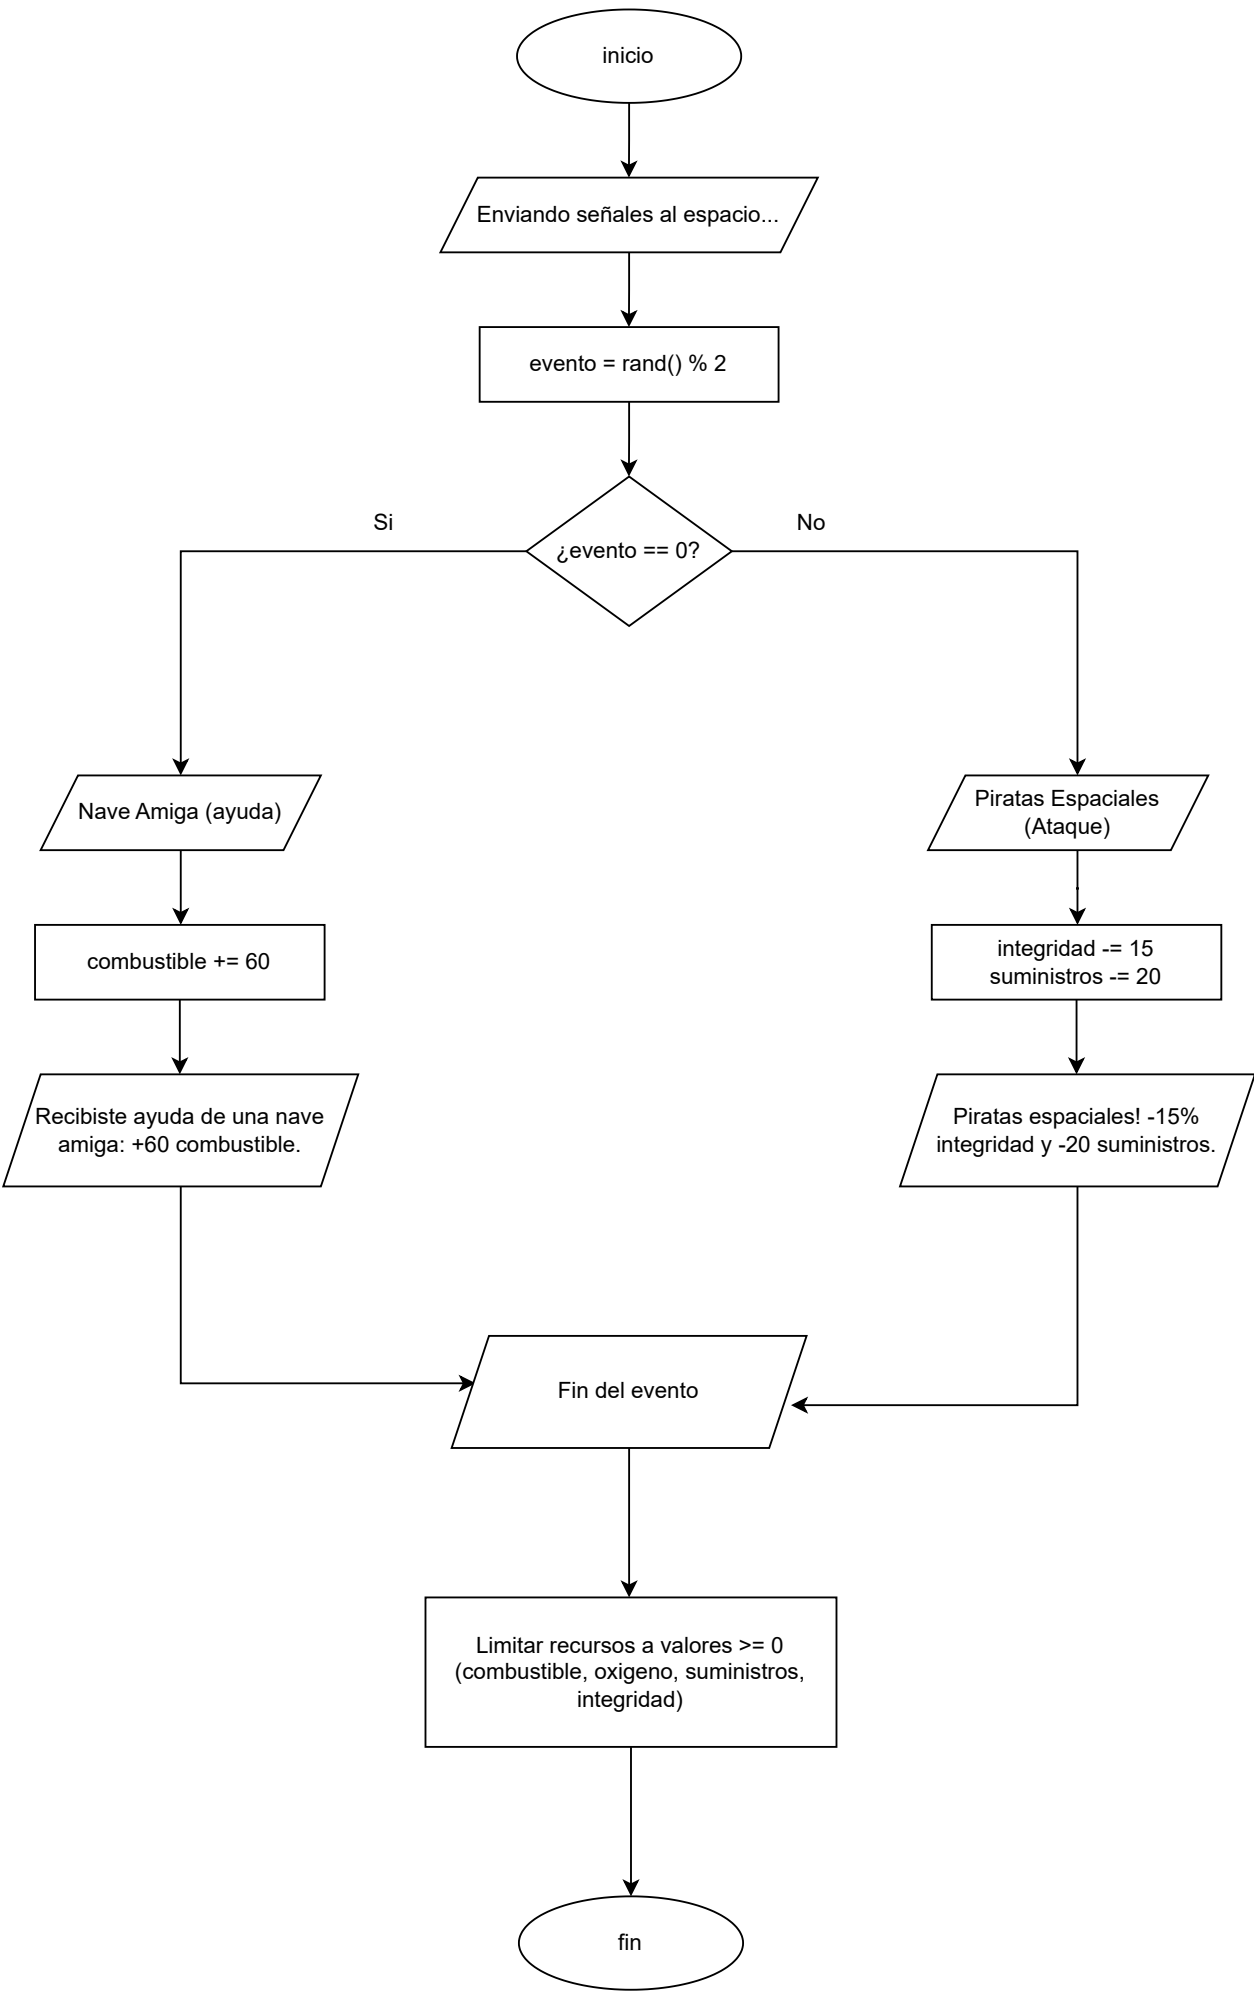 inicio
Enviando señales al espacio...
evento = rand() % 2
¿evento == 0?
Si
No
Nave Amiga (ayuda)
combustible += 60
Recibiste ayuda de una nave
amiga: +60 combustible.
Piratas Espaciales
(Ataque)
integridad -= 15
suministros -= 20
Piratas espaciales! -15%
integridad y -20 suministros.
Fin del evento
Limitar recursos a valores >= 0
(combustible, oxigeno, suministros,
integridad)
fin